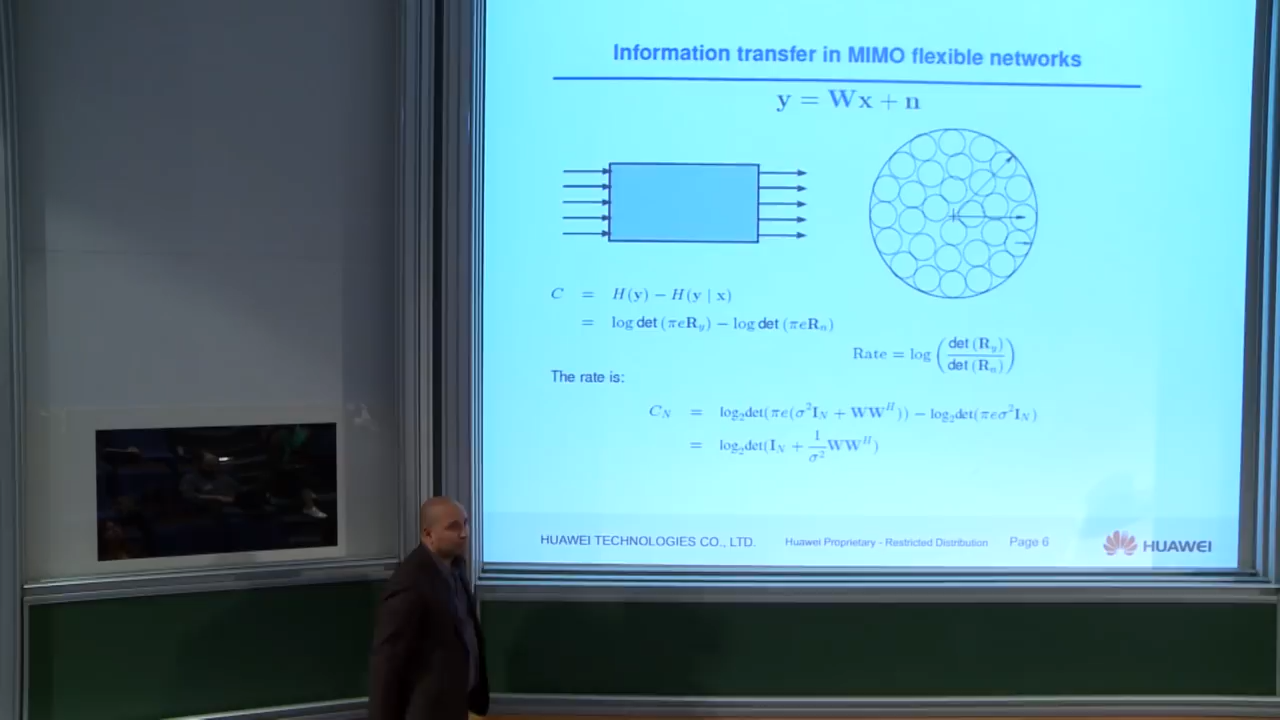 Information transfer in MIMO flexible networks
y = Wx + n
C = H(y) − H(y | x)
= log det (πeR_y) − log det (πeR_n)
Rate = log (det (R_y) / det (R_n))
The rate is:
C_N = log₂det(πe(σ²I_N + WW^H)) − log₂det(πeσ²I_N)
= log₂det(I_N + 1/σ² WW^H)
HUAWEI TECHNOLOGIES CO., LTD. Huawei Proprietary - Restricted Distribution Page 6 HUAWEI